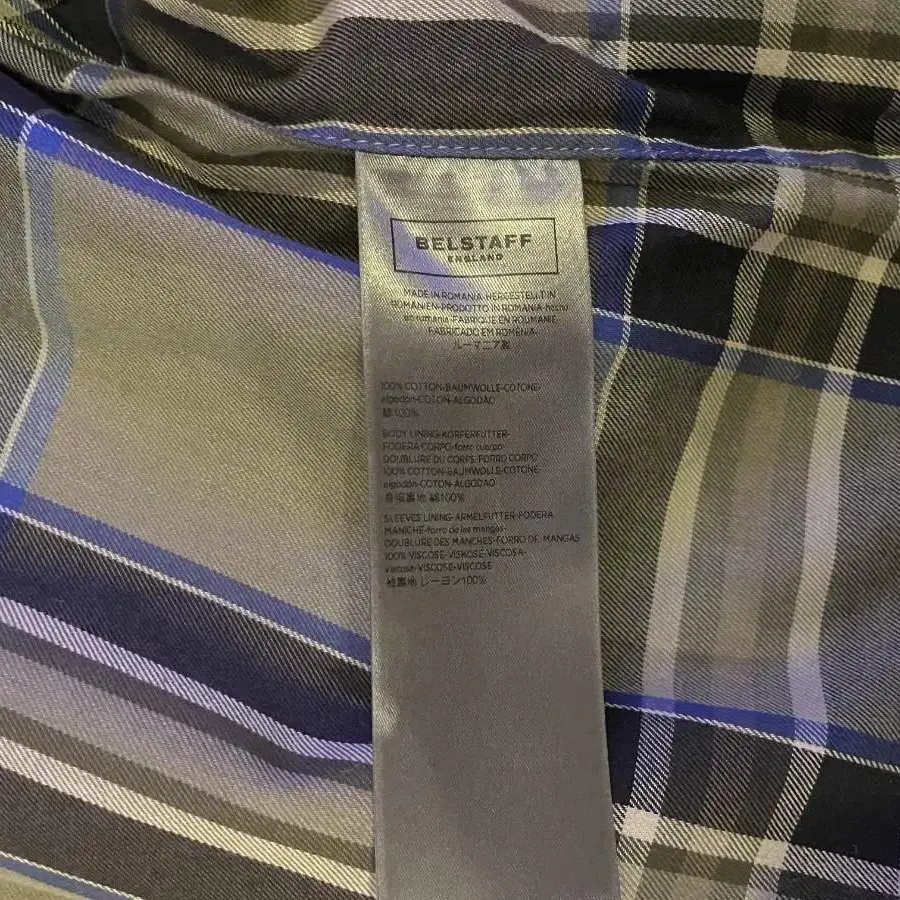 BELSTAFF
ENGLAND
MADE IN ROMANIA-HERGESTELLT IN
ROMANIEN-PRODOTTO IN ROMANIA-hecho
en rumania-FABRIQUE EN ROUMANIE
FABRICADO EM ROMÉNIA-
ルーマニア製
100% COTTON-BAUMWOLLE-COTONE-
algodón-COTON-ALGODAO
綿100%
BODY LINING-KORPERFUTTER-
FODERA CORPO-forro cuerpo-
DOUBLURE DU CORPS-FORRO CORPO
100% COTTON-BAUMWOLLE-COTONE-
algodón-COTON-ALGODAO
身頃裏地 綿100%
SLEEVES LINING-ARMELFUTTER-FODERA
MANICHE-forro de las mangas-
DOUBLURE DES MANCHES-FORRO DE MANGAS
100% VISCOSE-VISKOSE-VISCOSA-
viscosa-VISCOSE-VISCOSE
袖裏地 レーヨン100%